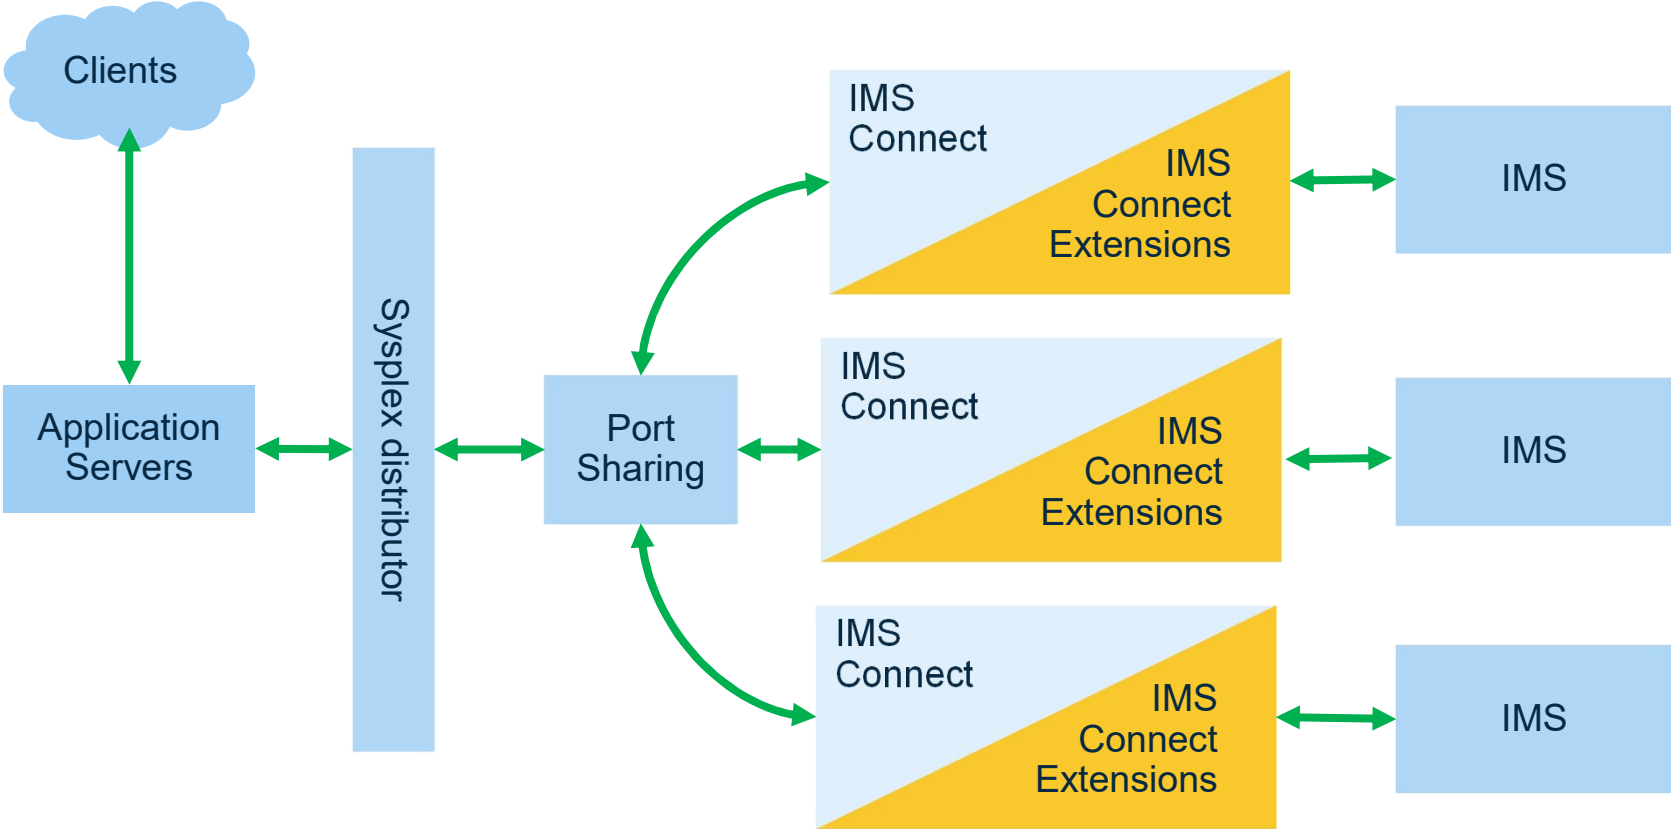 Clients
Application
Servers
Sysplex distributor
Port
Sharing
IMS
Connect
IMS
Connect
Extensions
IMS
IMS
Connect
IMS
Connect
Extensions
IMS
IMS
Connect
IMS
Connect
Extensions
IMS